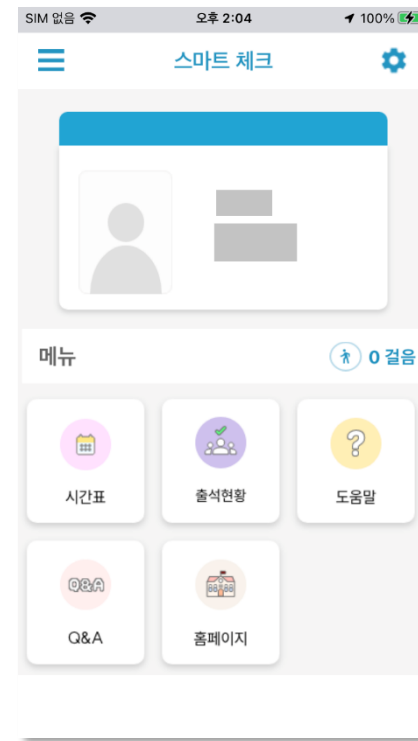 SIM 없음 오후 2:04 100%
스마트 체크
메뉴 0 걸음
시간표 출석현황 도움말
Q&A
Q&A 홈페이지